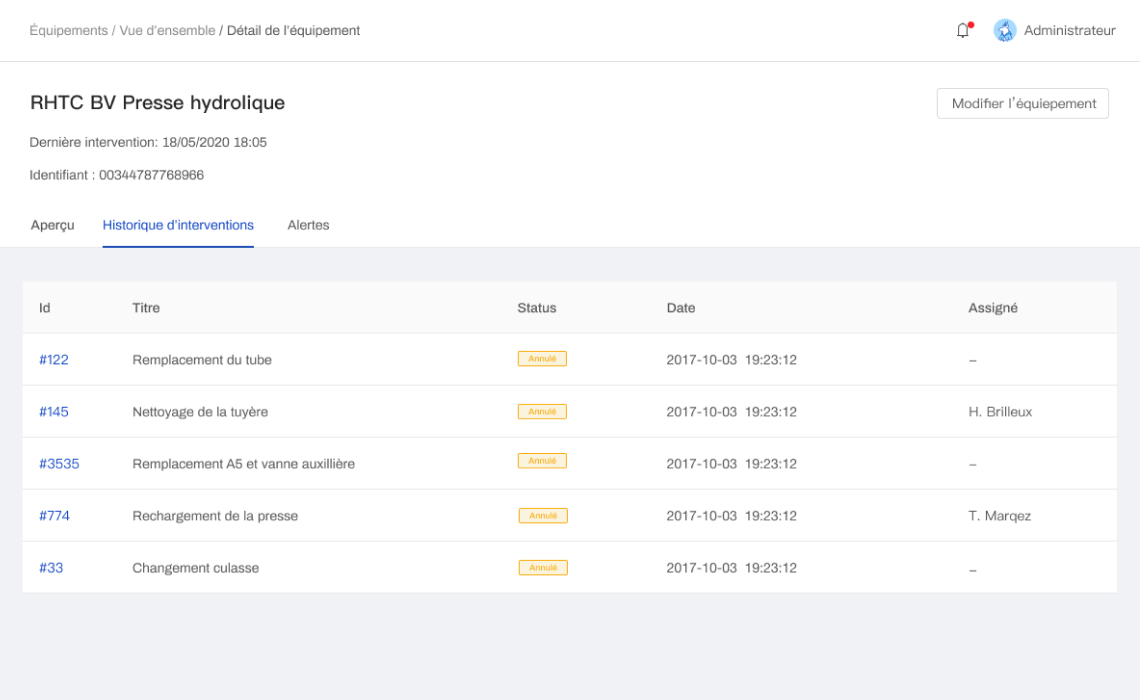 Équipements / Vue d'ensemble / Détail de l'équipement
Administrateur
RHTC BV Presse hydrolique
Modifier l'équiepement
Dernière intervention: 18/05/2020 18:05
Identifiant : 00344787768966
Aperçu Historique d'interventions Alertes
Id Titre Status Date Assigné
#122 Remplacement du tube Annulé 2017-10-03 19:23:12 –
#145 Nettoyage de la tuyère Annulé 2017-10-03 19:23:12 H. Brilleux
#3535 Remplacement A5 et vanne auxillière Annulé 2017-10-03 19:23:12 –
#774 Rechargement de la presse Annulé 2017-10-03 19:23:12 T. Marqez
#33 Changement culasse Annulé 2017-10-03 19:23:12 –